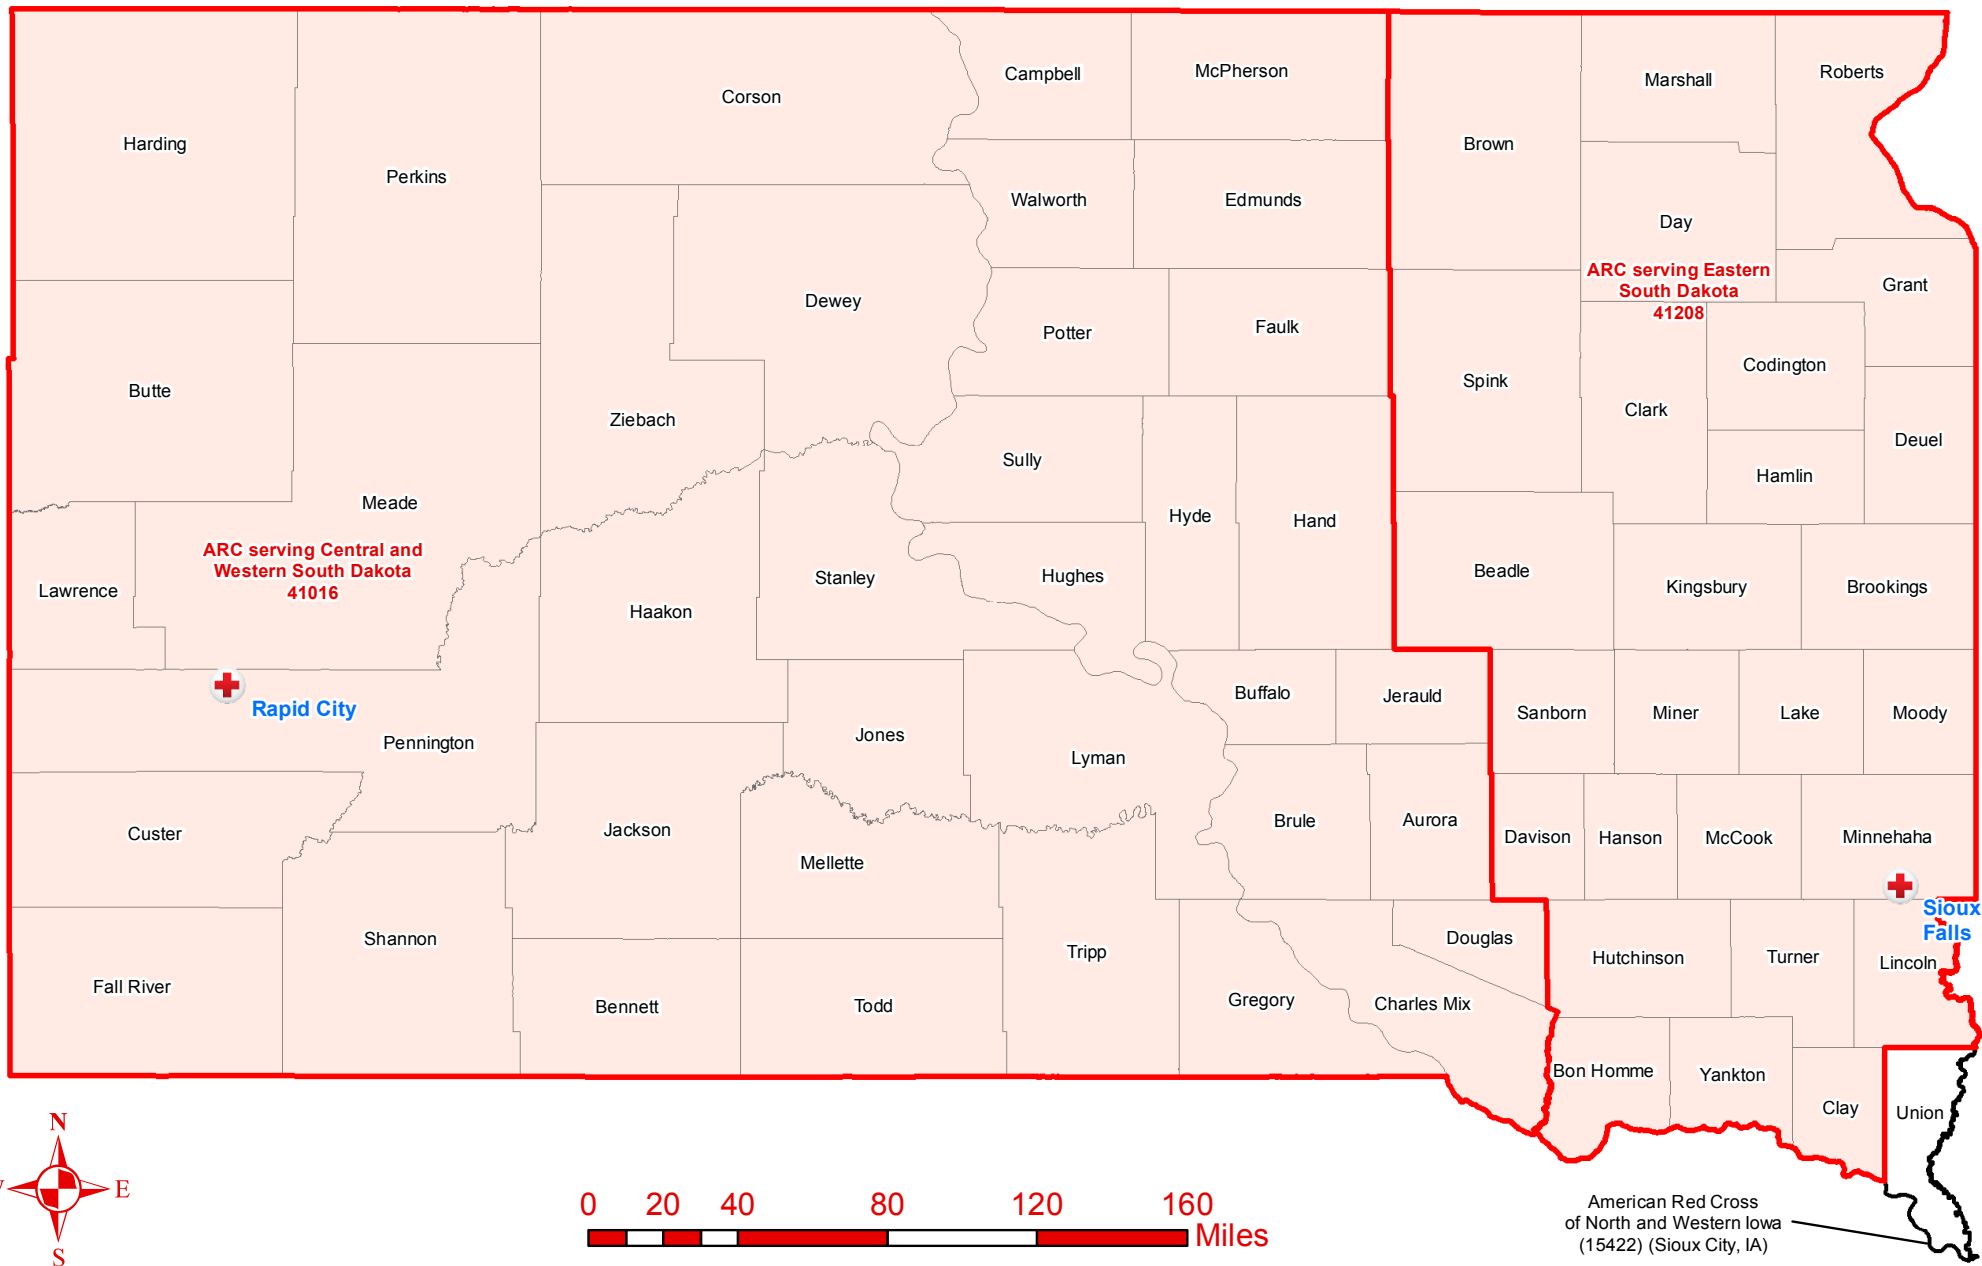 Campbell
McPherson
Marshall
Roberts
Corson
Harding
Brown
Perkins
Walworth
Edmunds
Day
ARC serving Eastern
South Dakota
41208
Grant
Dewey
Potter
Faulk
Codington
Spink
Butte
Clark
Ziebach
Deuel
Sully
Hamlin
Meade
Hyde
Hand
ARC serving Central and
Western South Dakota
41016
Lawrence
Stanley
Hughes
Beadle
Kingsbury
Brookings
Haakon
Rapid City
Buffalo
Jerauld
Sanborn
Miner
Lake
Moody
Pennington
Jones
Lyman
Custer
Jackson
Brule
Aurora
Davison
Hanson
McCook
Minnehaha
Mellette
Sioux
Falls
Shannon
Douglas
Tripp
Hutchinson
Turner
Lincoln
Fall River
Bennett
Todd
Gregory
Charles Mix
Bon Homme
Yankton
Clay
Union
N
E
S
0 20 40 80 120 160
Miles
American Red Cross
of North and Western Iowa
(15422) (Sioux City, IA)